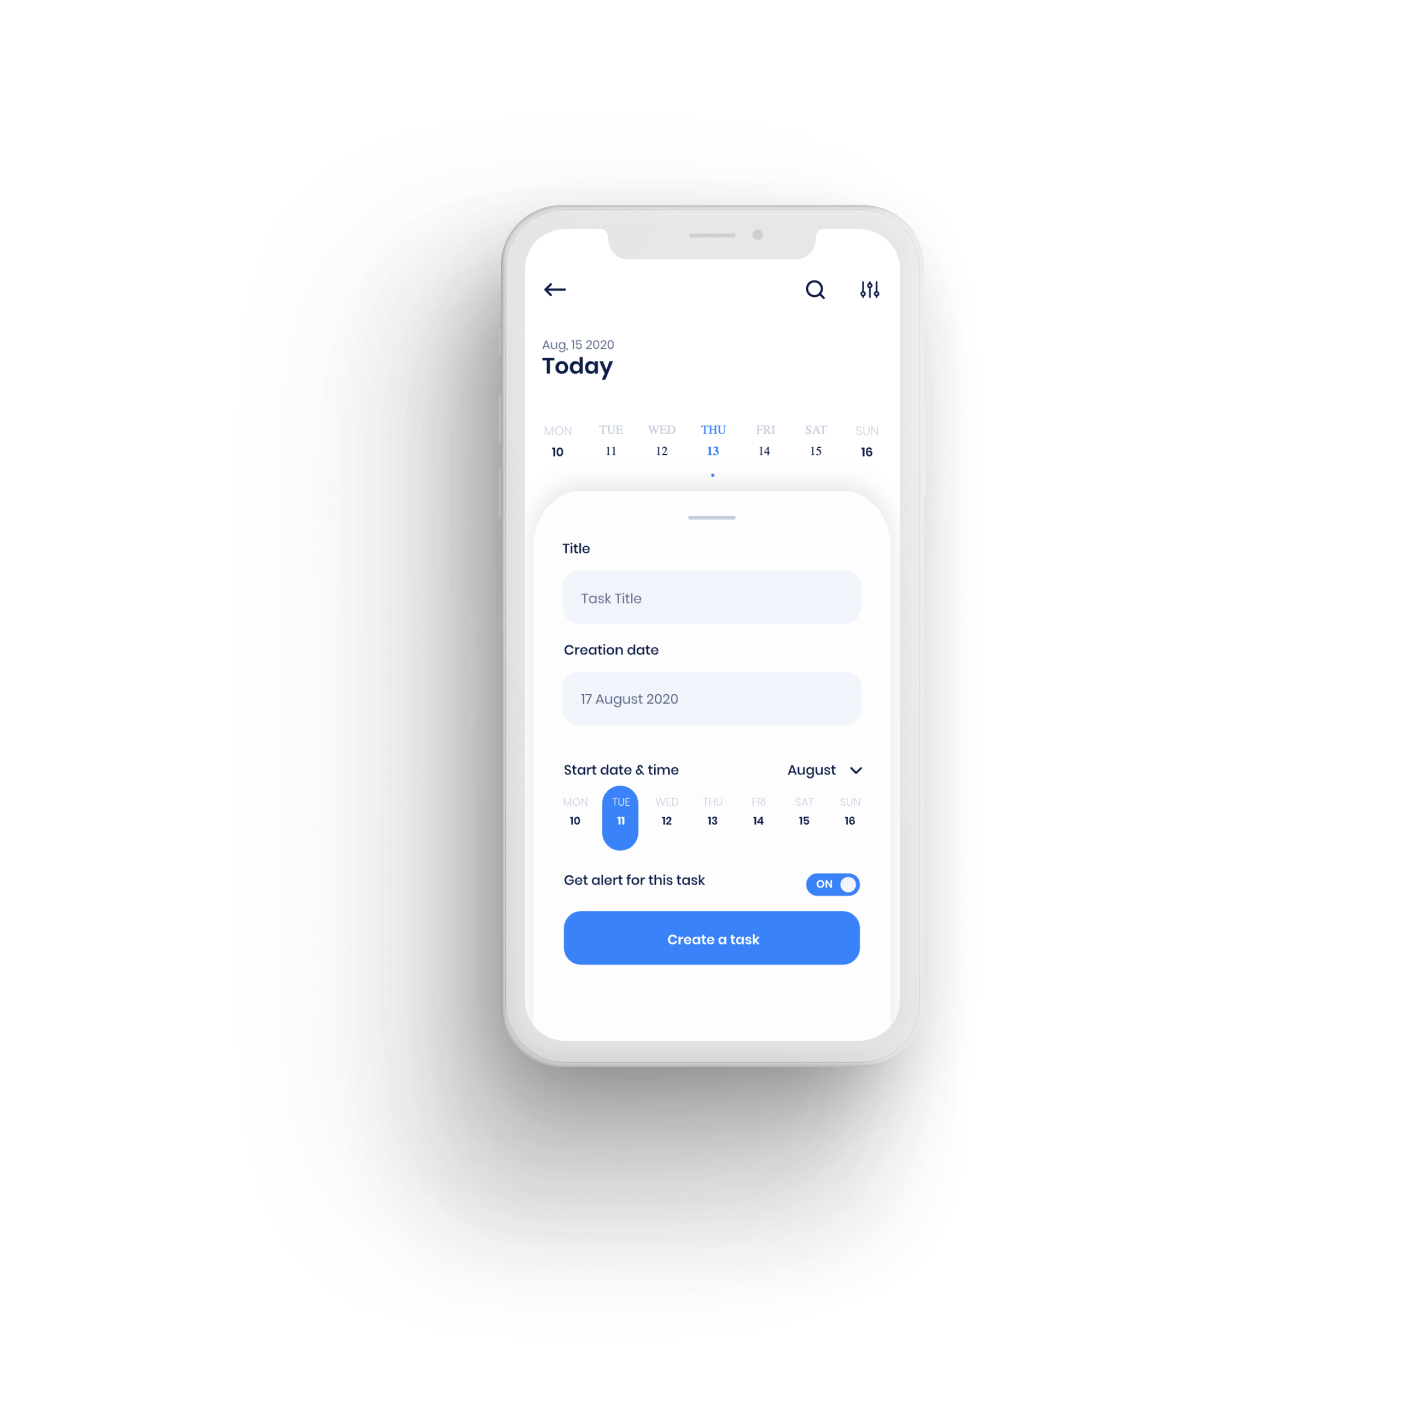 Aug, 15 2020
Today
MON TUE WED THU FRI SAT SUN
10 11 12 13 14 15 16
Title
Task Title
Creation date
17 August 2020
Start date & time August
MON TUE WED THU FRI SAT SUN
10 11 12 13 14 15 16
Get alert for this task ON
Create a task